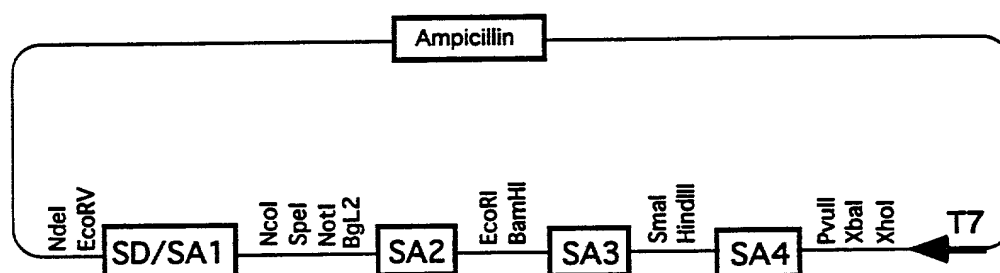 Ampicillin
NdeI
EcoRV
SD/SA1
NcoI
SpeI
NotI
BgL2
SA2
EcoRI
BamHI
SA3
SmaI
HindIII
SA4
PvuII
XbaI
XhoI
T7